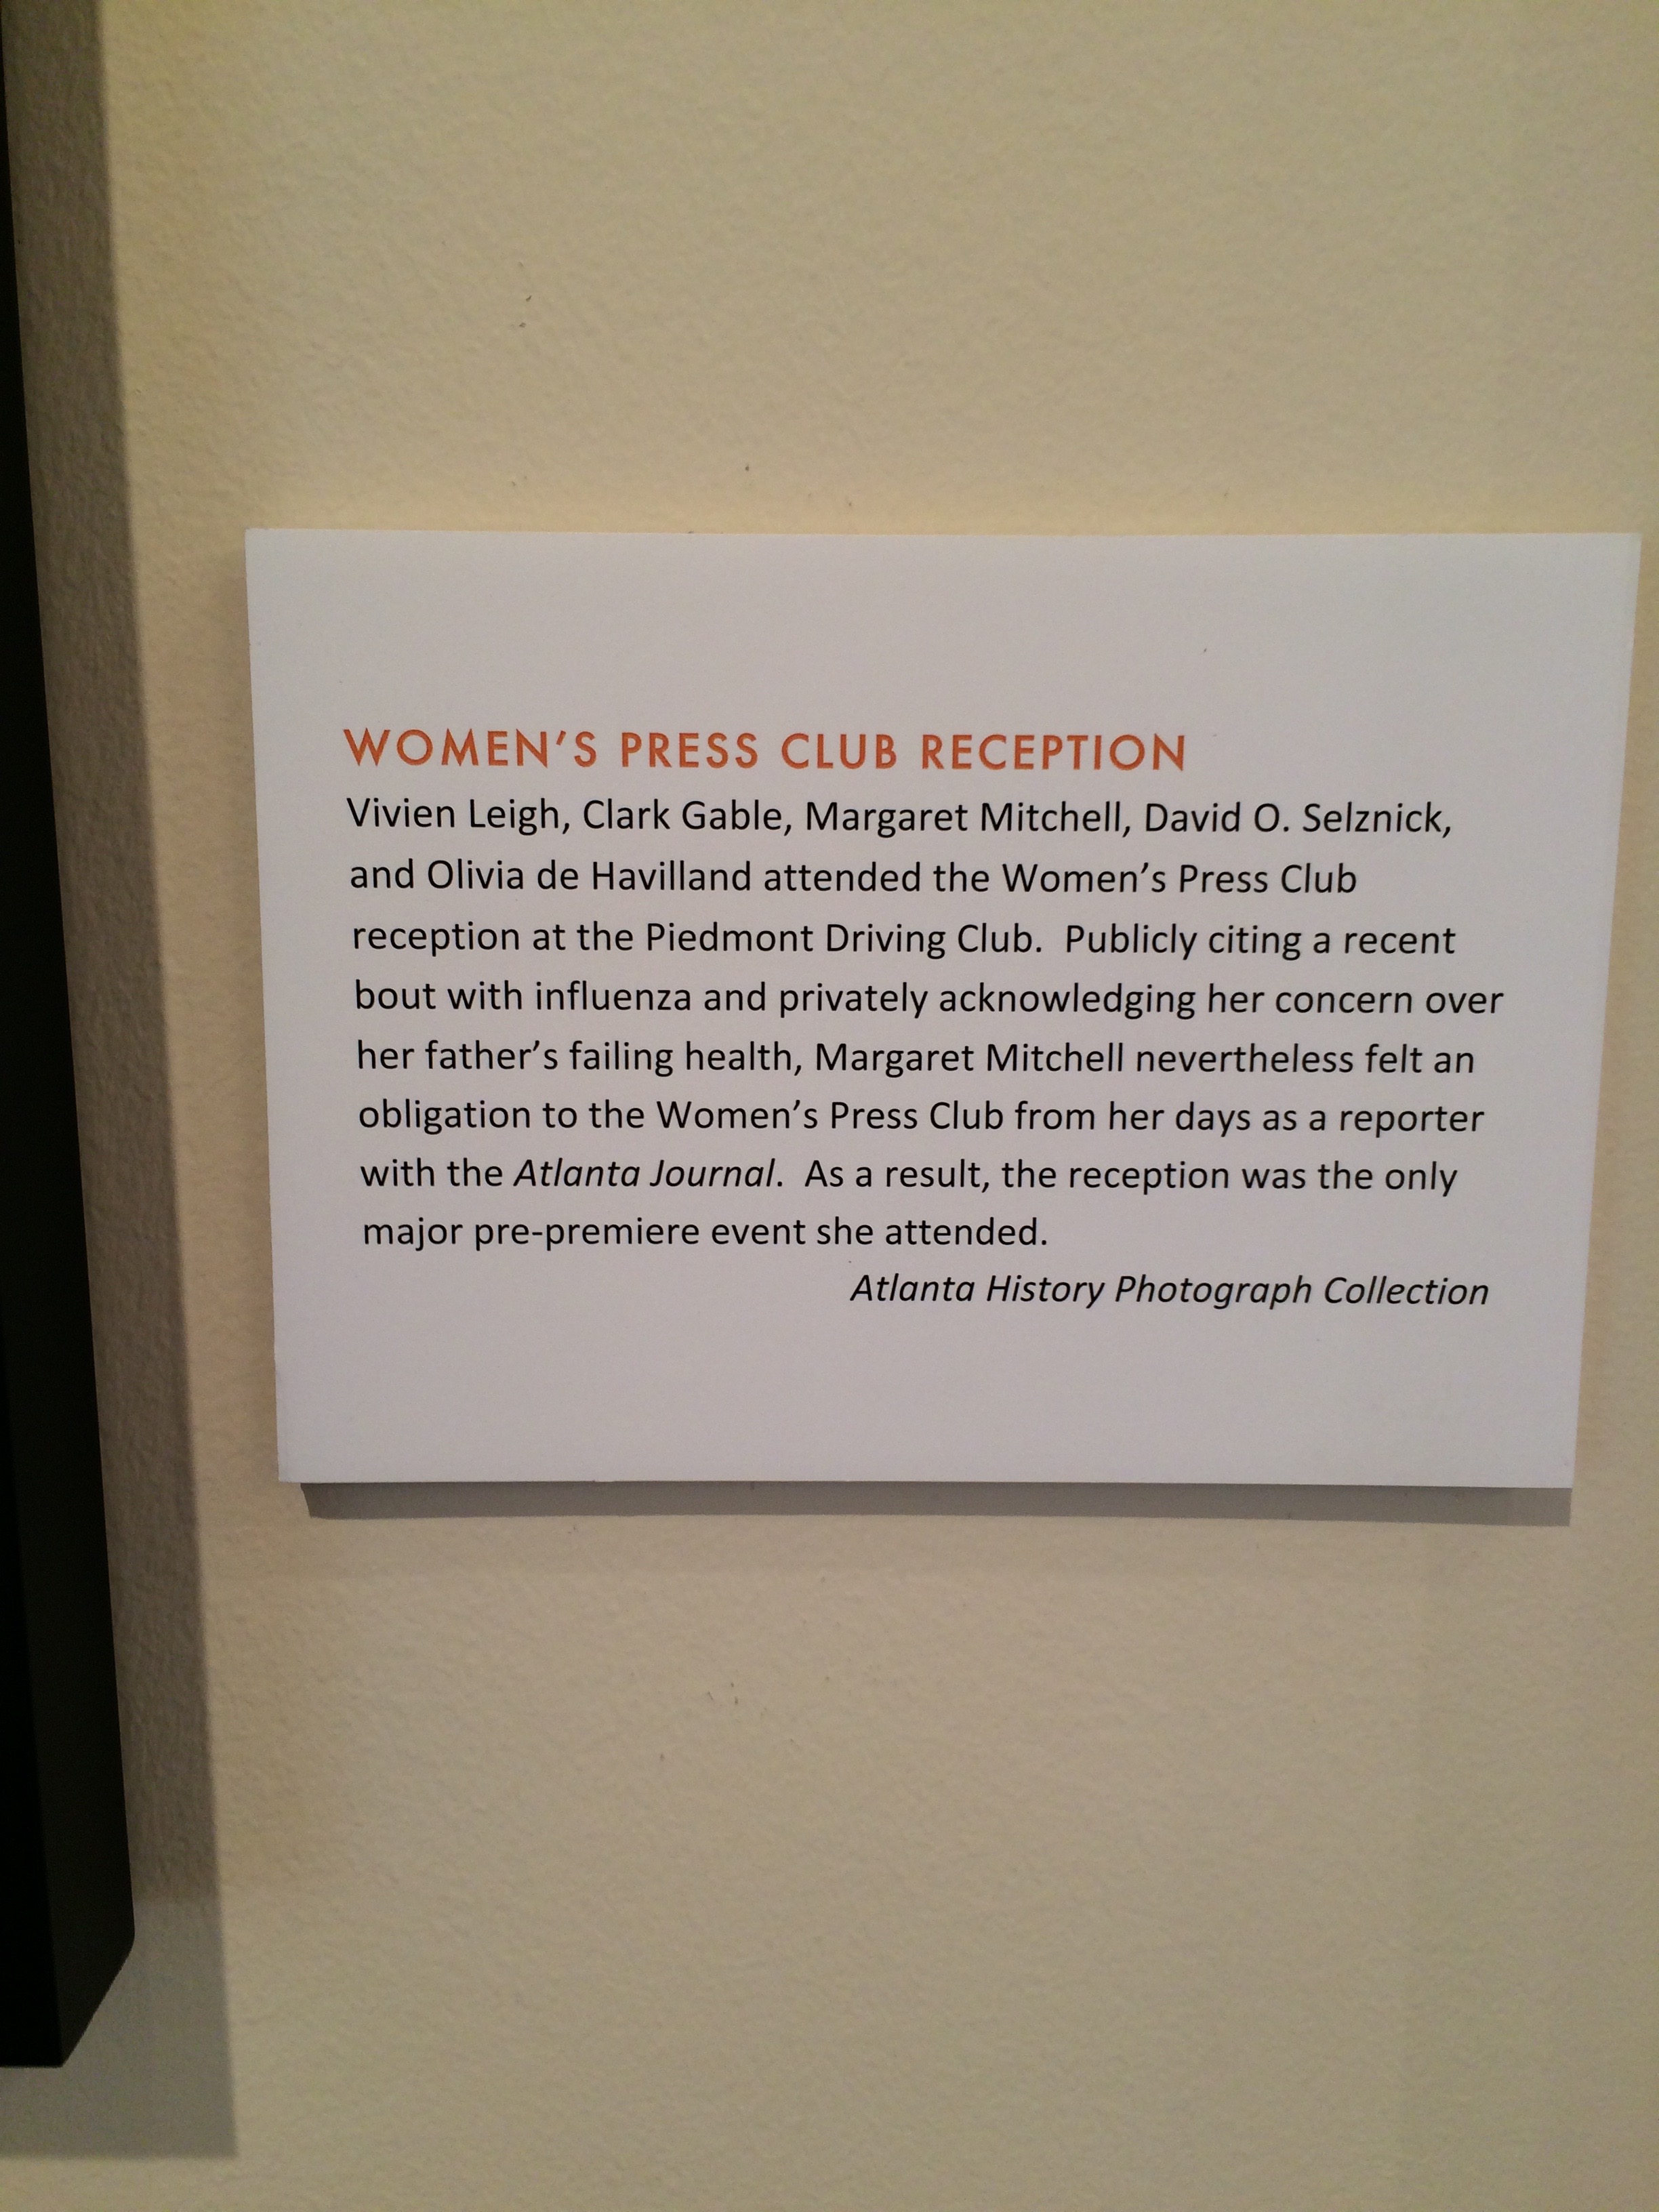 WOMEN'S PRESS CLUB RECEPTION
Vivien Leigh, Clark Gable, Margaret Mitchell, David O. Selznick,
and Olivia de Havilland attended the Women's Press Club
reception at the Piedmont Driving Club.  Publicly citing a recent
bout with influenza and privately acknowledging her concern over
her father's failing health, Margaret Mitchell nevertheless felt an
obligation to the Women's Press Club from her days as a reporter
with the Atlanta Journal.  As a result, the reception was the only
major pre-premiere event she attended.
Atlanta History Photograph Collection